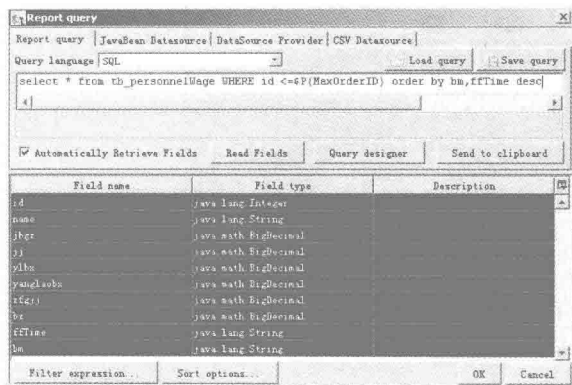 Report query
Report query JavaBean Datasource DataSource Provider CSV Datasource
Query language SQL Load query Save query
select * from tb_personnelWage WHERE id <=$P(MaxOrderID) order by bm,ffTime desc
Automatically Retrieve Fields Read Fields Query designer Send to clipboard
Field name Field type Description
id java lang Integer
name java lang String
jbgz java math BigDecimal
jj java math BigDecimal
ylbx java math BigDecimal
yanglaobx java math BigDecimal
zfgjj java math BigDecimal
bz java math BigDecimal
ffTime java lang String
bm java lang String
Filter expression... Sort options... OK Cancel